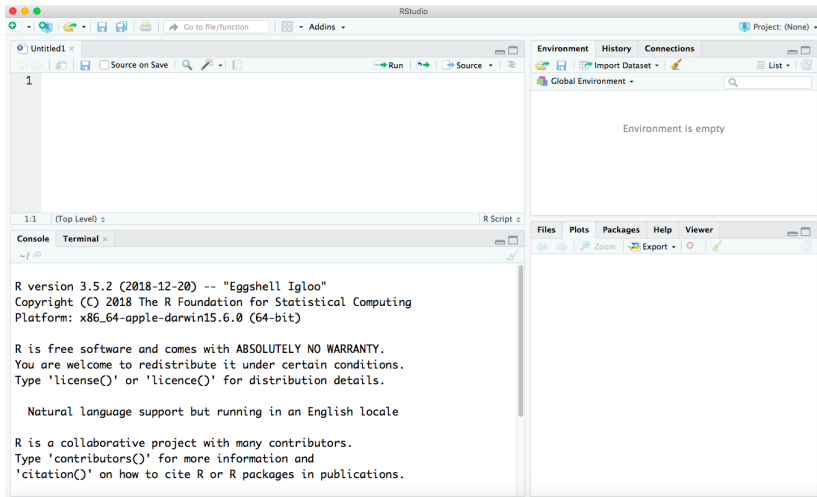 RStudio
Go to file/function
Addins
Project: (None)
Untitled1
Source on Save
Run
Source
1
1:1 (Top Level)
R Script
Console Terminal
~/
R version 3.5.2 (2018-12-20) -- "Eggshell Igloo"
Copyright (C) 2018 The R Foundation for Statistical Computing
Platform: x86_64-apple-darwin15.6.0 (64-bit)
R is free software and comes with ABSOLUTELY NO WARRANTY.
You are welcome to redistribute it under certain conditions.
Type 'license()' or 'licence()' for distribution details.
Natural language support but running in an English locale
R is a collaborative project with many contributors.
Type 'contributors()' for more information and
'citation()' on how to cite R or R packages in publications.
Environment History Connections
Import Dataset
List
Global Environment
Environment is empty
Files Plots Packages Help Viewer
Zoom Export